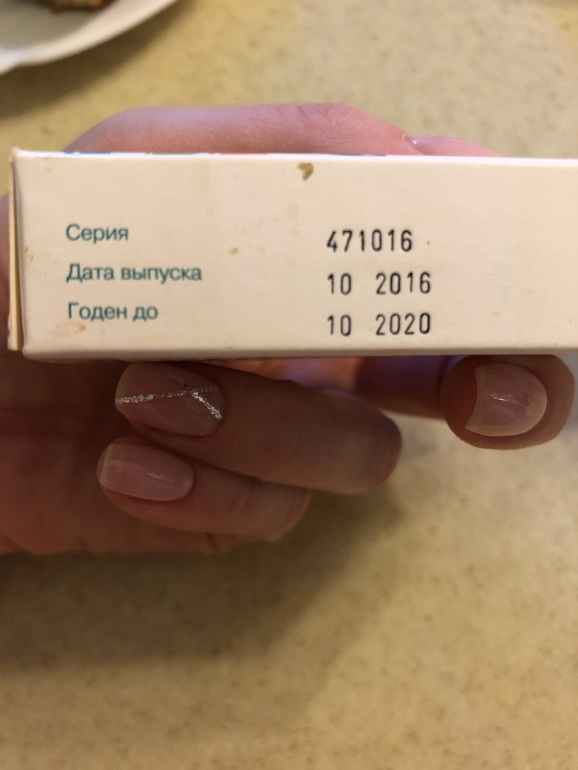 Серия 471016
Дата выпуска 10 2016
Годен до 10 2020